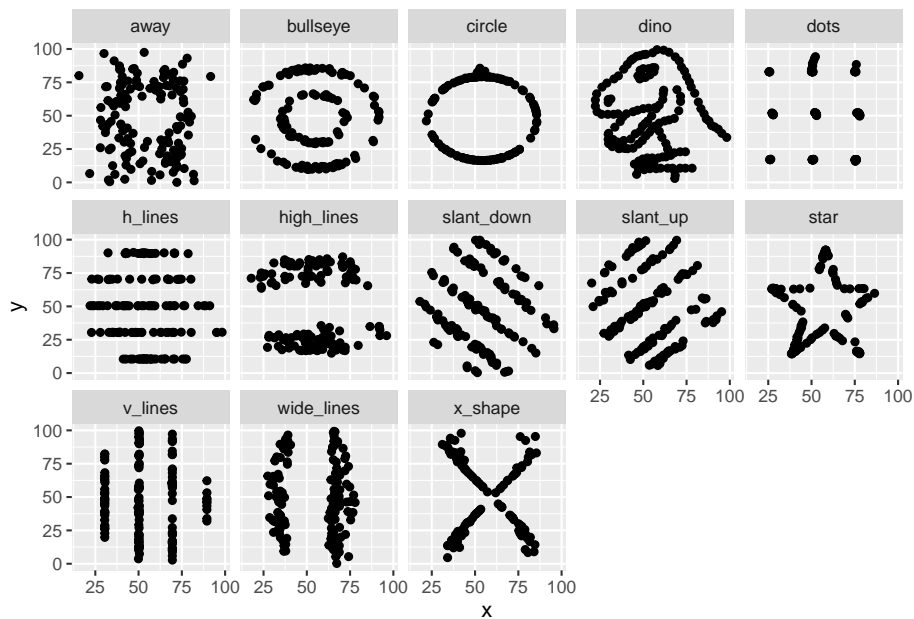 away bullseye circle dino dots
100
75
50
25
0
h_lines high_lines slant_down slant_up star
100
75
50
25
0
25 50 75 100 25 50 75 100
v_lines wide_lines x_shape
100
75
50
25
0
25 50 75 100 25 50 75 100 25 50 75 100
y
x